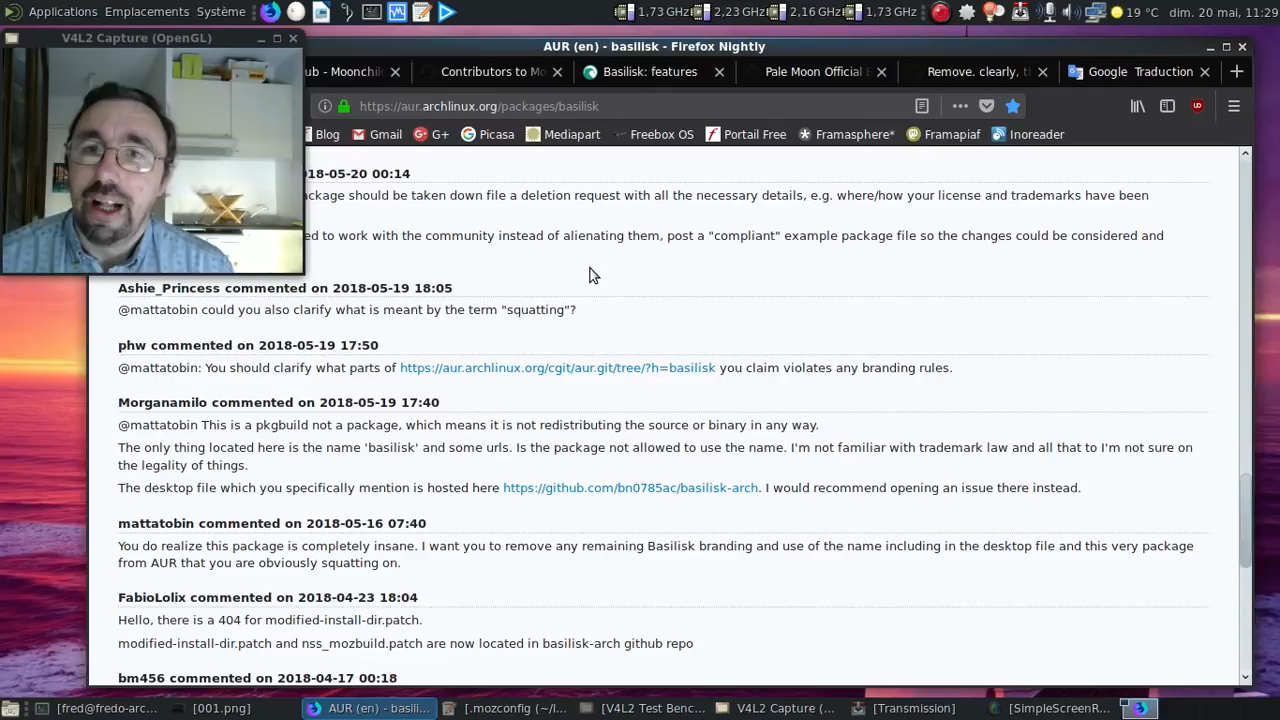 Applications Emplacements Système 1,73 GHz 2,23 GHz 2,16 GHz 1,73 GHz 19 °C dim. 20 mai, 11:29
V4L2 Capture (OpenGL)
AUR (en) - basilisk - Firefox Nightly
ub - Moonchil Contributors to Mo Basilisk: features Pale Moon Official E Remove. clearly, t Google Traduction
https://aur.archlinux.org/packages/basilisk
Blog Gmail G+ Picasa Mediapart Freebox OS Portail Free Framasphere* Framapiaf Inoreader
18-05-20 00:14
ackage should be taken down file a deletion request with all the necessary details, e.g. where/how your license and trademarks have been
ed to work with the community instead of alienating them, post a "compliant" example package file so the changes could be considered and
Ashie_Princess commented on 2018-05-19 18:05
@mattatobin could you also clarify what is meant by the term "squatting"?
phw commented on 2018-05-19 17:50
@mattatobin: You should clarify what parts of https://aur.archlinux.org/cgit/aur.git/tree/?h=basilisk you claim violates any branding rules.
Morganamilo commented on 2018-05-19 17:40
@mattatobin This is a pkgbuild not a package, which means it is not redistributing the source or binary in any way.
The only thing located here is the name 'basilisk' and some urls. Is the package not allowed to use the name. I'm not familiar with trademark law and all that to I'm not sure on
the legality of things.
The desktop file which you specifically mention is hosted here https://github.com/bn0785ac/basilisk-arch. I would recommend opening an issue there instead.
mattatobin commented on 2018-05-16 07:40
You do realize this package is completely insane. I want you to remove any remaining Basilisk branding and use of the name including in the desktop file and this very package
from AUR that you are obviously squatting on.
FabioLolix commented on 2018-04-23 18:04
Hello, there is a 404 for modified-install-dir.patch.
modified-install-dir.patch and nss_mozbuild.patch are now located in basilisk-arch github repo
bm456 commented on 2018-04-17 00:18
[fred@fredo-arc... [001.png] AUR (en) - basili... [.mozconfig (~/l... [V4L2 Test Benc... V4L2 Capture (... [Transmission] [SimpleScreenR...